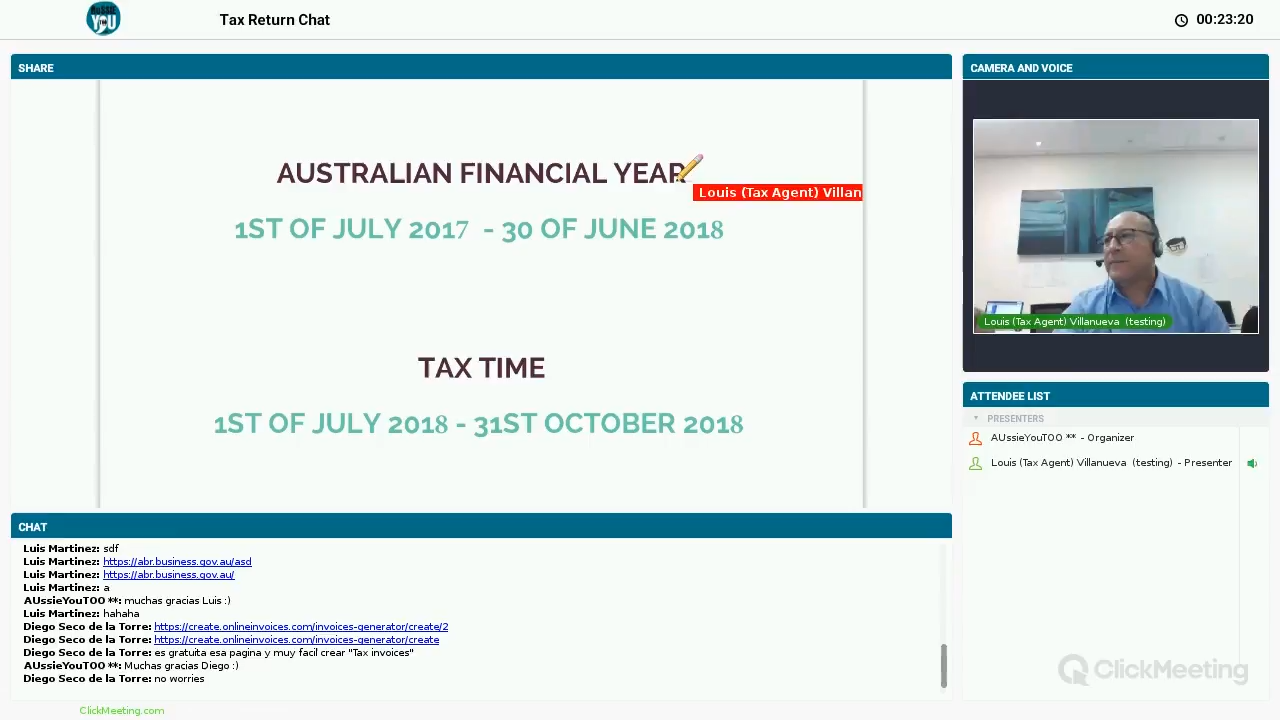 AUSSIE
YOU
TOO
Tax Return Chat
00:23:20
SHARE
AUSTRALIAN FINANCIAL YEAR
Louis (Tax Agent) Villan
1ST OF JULY 2017 - 30 OF JUNE 2018
TAX TIME
1ST OF JULY 2018 - 31ST OCTOBER 2018
CAMERA AND VOICE
Louis (Tax Agent) Villanueva (testing)
ATTENDEE LIST
PRESENTERS
AUssieYouTOO ** - Organizer
Louis (Tax Agent) Villanueva (testing) - Presenter
CHAT
Luis Martinez: sdf
Luis Martinez: https://abr.business.gov.au/asd
Luis Martinez: https://abr.business.gov.au/
Luis Martinez: a
AUssieYouTOO **: muchas gracias Luis :)
Luis Martinez: hahaha
Diego Seco de la Torre: https://create.onlineinvoices.com/invoices-generator/create/2
Diego Seco de la Torre: https://create.onlineinvoices.com/invoices-generator/create
Diego Seco de la Torre: es gratuita esa pagina y muy facil crear "Tax invoices"
AUssieYouTOO **: Muchas gracias Diego :)
Diego Seco de la Torre: no worries
ClickMeeting
ClickMeeting.com